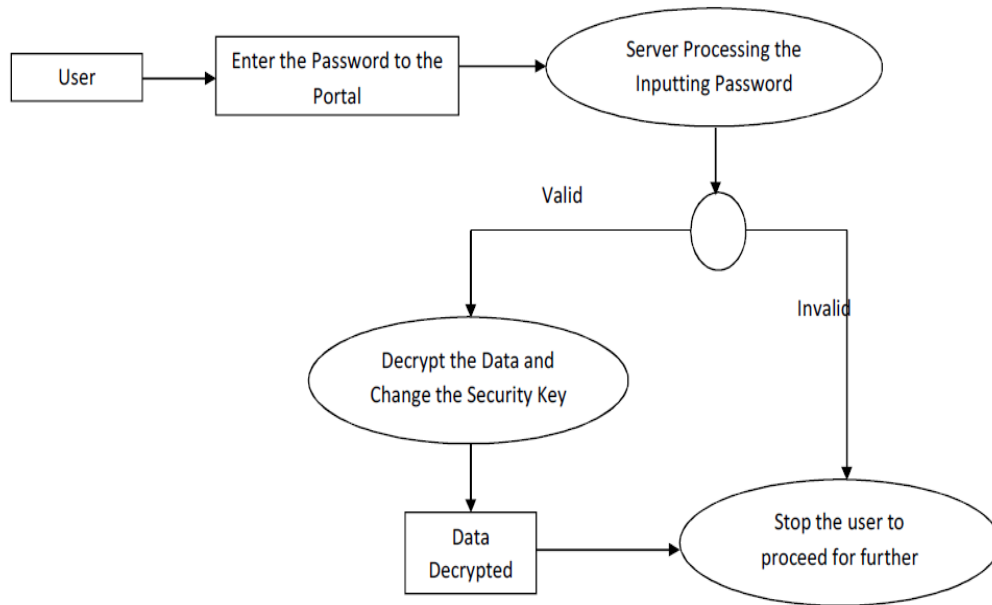 User
Enter the Password to the
Portal
Server Processing the
Inputting Password
Valid
Invalid
Decrypt the Data and
Change the Security Key
Data
Decrypted
Stop the user to
proceed for further